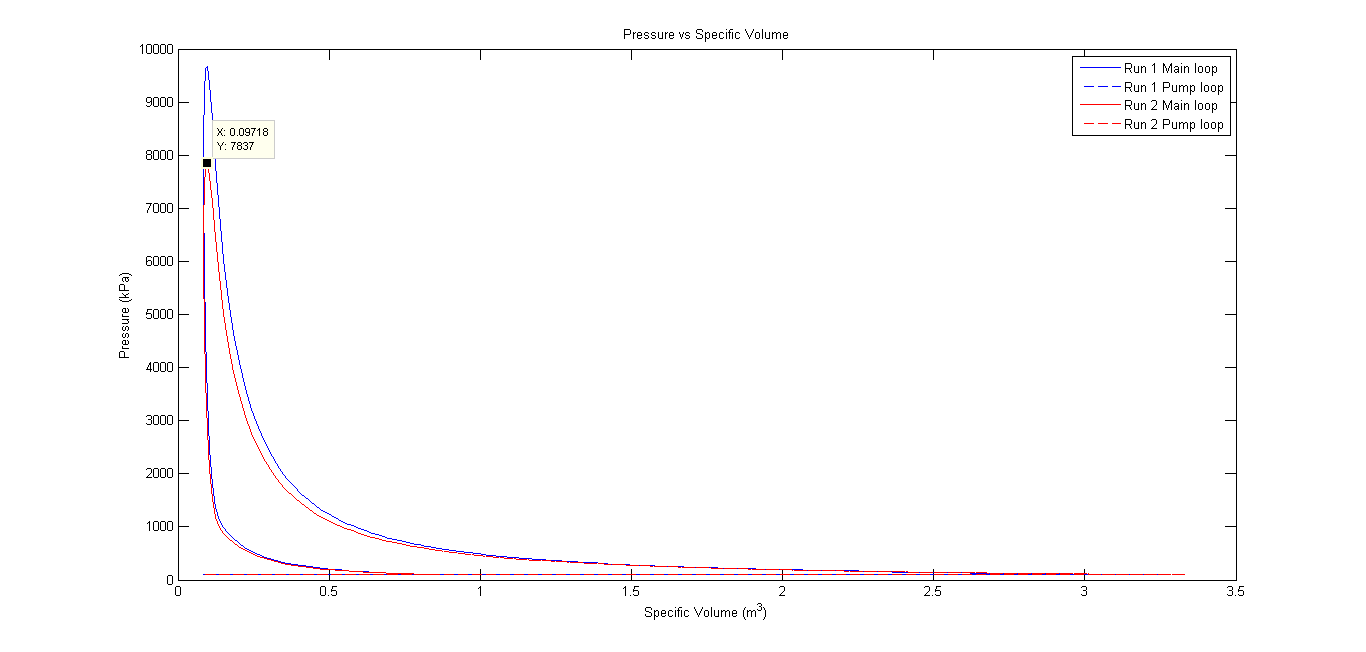 Pressure vs Specific Volume
10000
9000
8000
7000
6000
5000
4000
3000
2000
1000
0
Pressure (kPa)
X: 0.09718
Y: 7837
Run 1 Main loop
Run 1 Pump loop
Run 2 Main loop
Run 2 Pump loop
0 0.5 1 1.5 2 2.5 3 3.5
Specific Volume (m³)